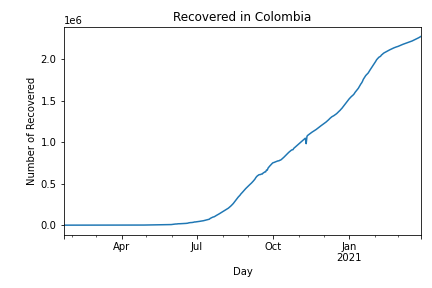 Recovered in Colombia
1e6
2.0
1.5
1.0
0.5
0.0
Number of Recovered
Apr
Jul
Oct
Jan
2021
Day